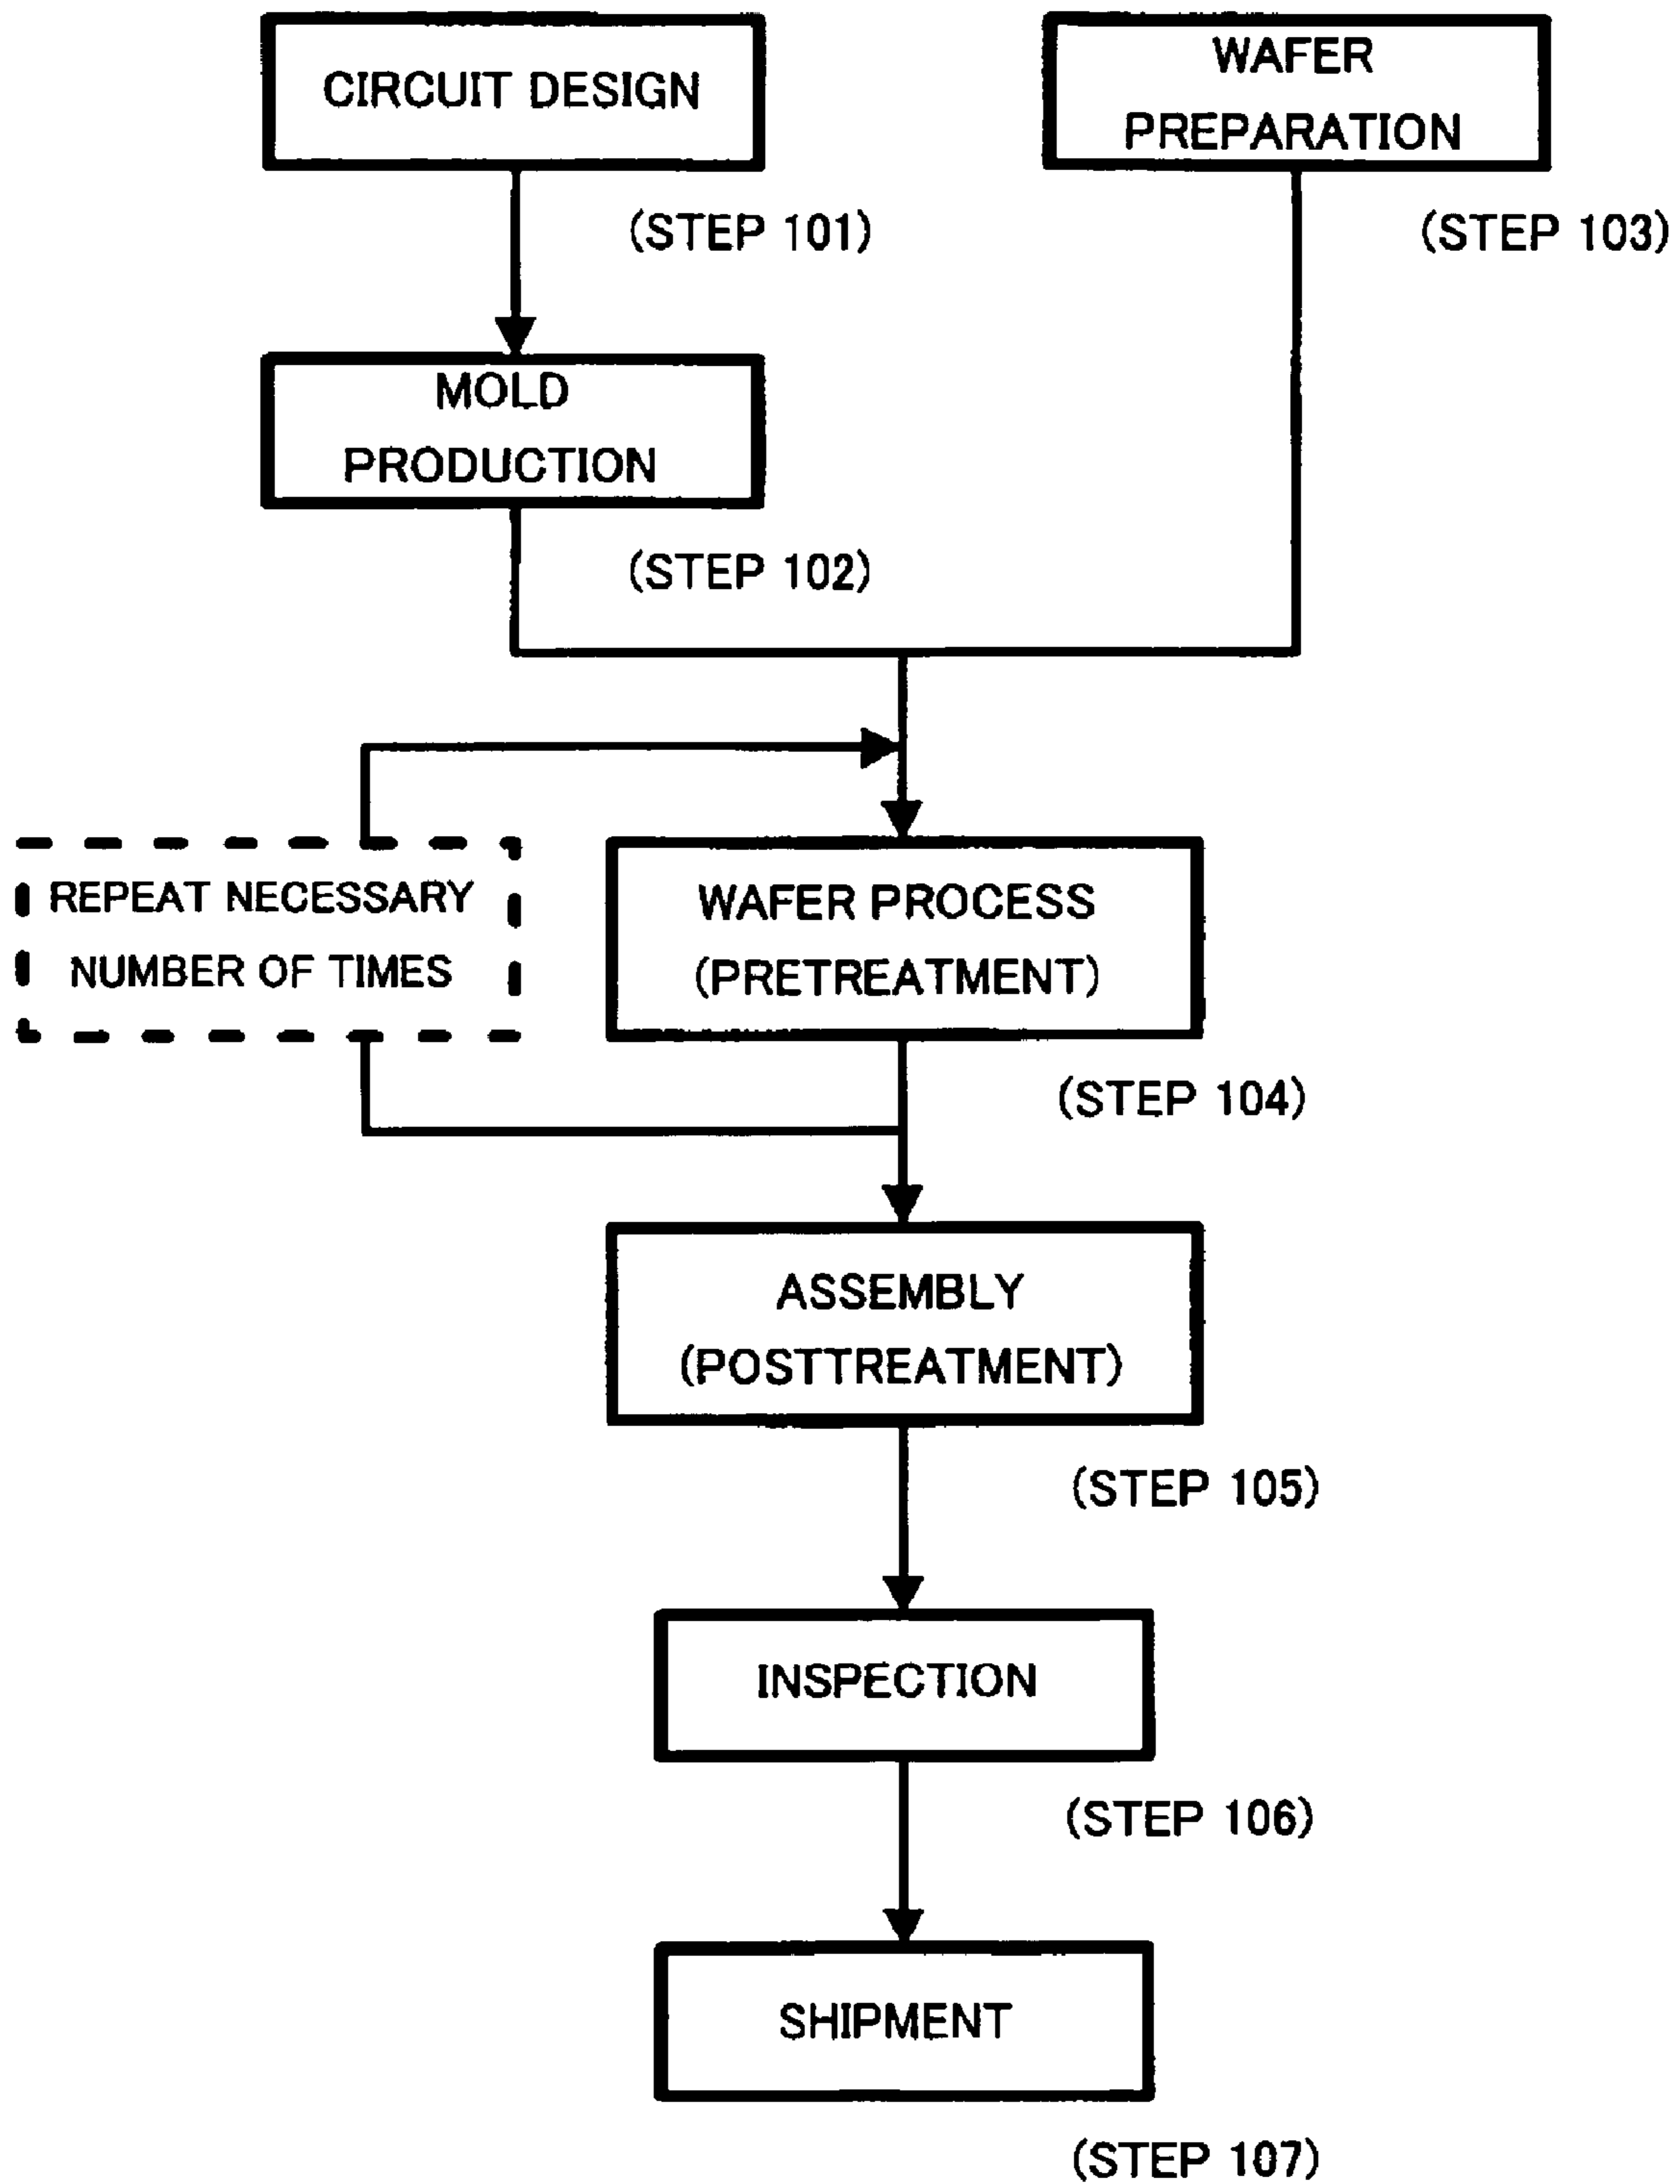 CIRCUIT DESIGN
(STEP 101)
WAFER
PREPARATION
(STEP 103)
MOLD
PRODUCTION
(STEP 102)
REPEAT NECESSARY
NUMBER OF TIMES
WAFER PROCESS
(PRETREATMENT)
(STEP 104)
ASSEMBLY
(POSTTREATMENT)
(STEP 105)
INSPECTION
(STEP 106)
SHIPMENT
(STEP 107)